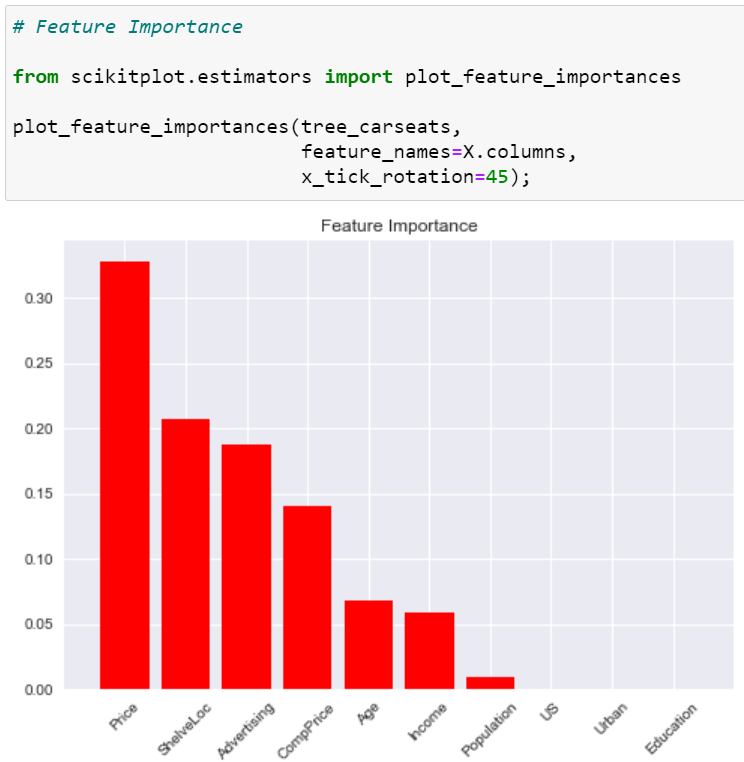 # Feature Importance
from scikitplot.estimators import plot_feature_importances
plot_feature_importances(tree_carseats,
feature_names=X.columns,
x_tick_rotation=45);
Feature Importance
0.30
0.25
0.20
0.15
0.10
0.05
0.00
Price
ShelveLoc
Advertising
CompPrice
Age
Income
Population
US
Urban
Education